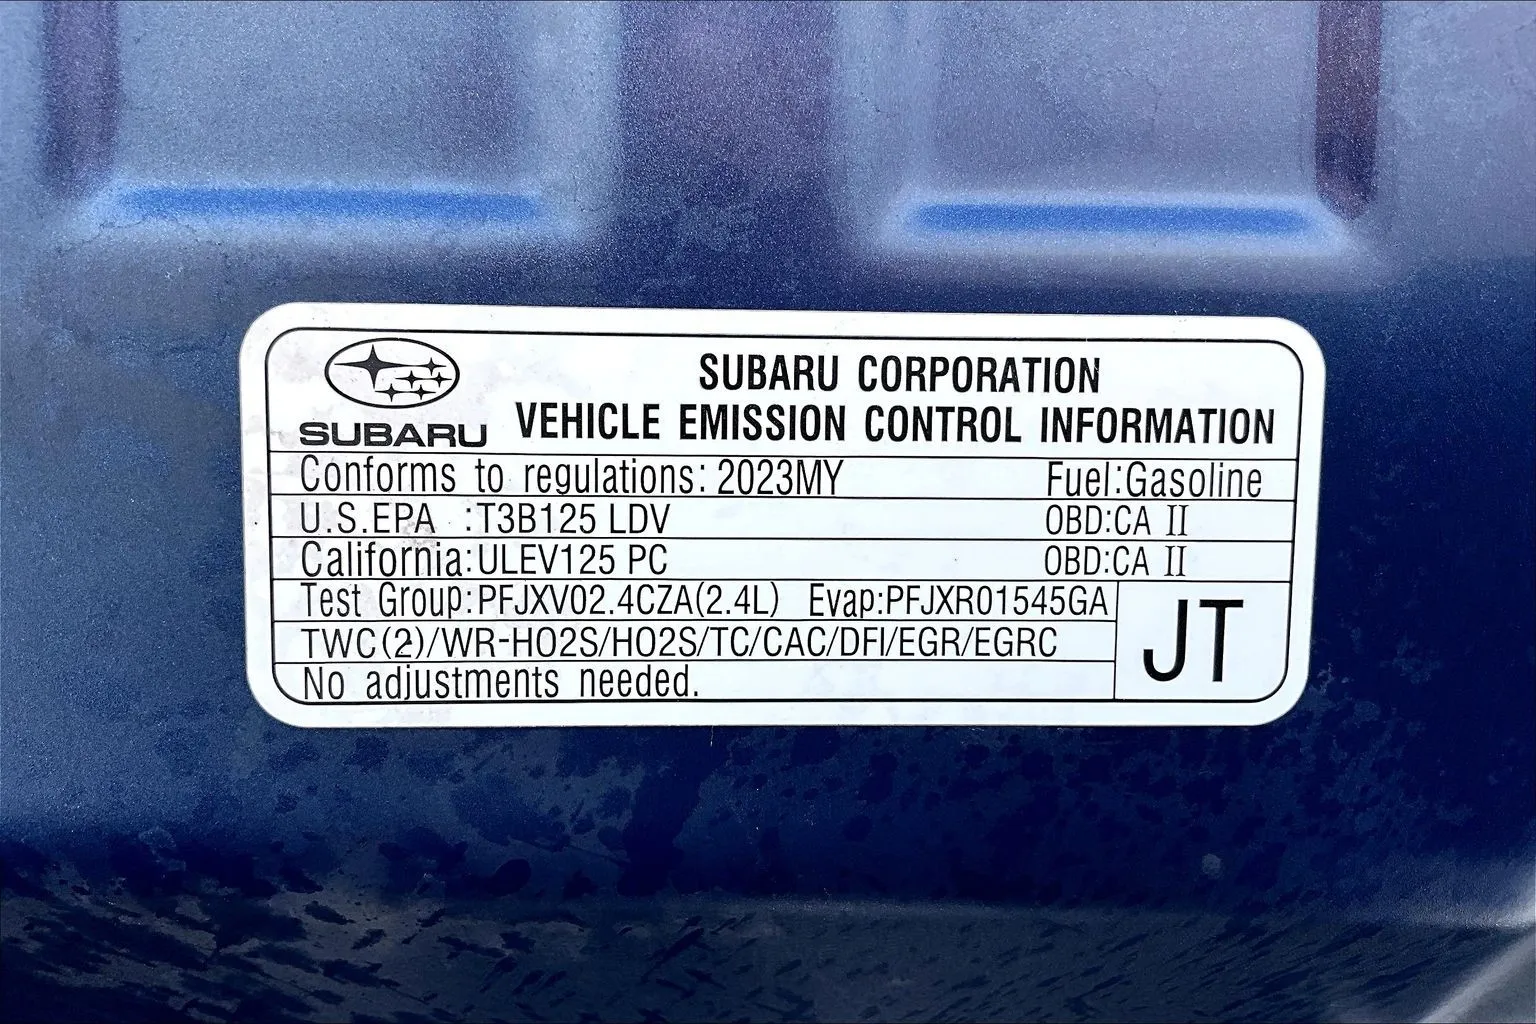 SUBARU CORPORATION
SUBARU VEHICLE EMISSION CONTROL INFORMATION
Conforms to regulations: 2023MY Fuel:Gasoline
U.S.EPA :T3B125 LDV OBD:CA II
California:ULEV125 PC OBD:CA II
Test Group:PFJXV02.4CZA(2.4L) Evap:PFJXR01545GA
TWC(2)/WR-HO2S/HO2S/TC/CAC/DFI/EGR/EGRC
No adjustments needed.
JT